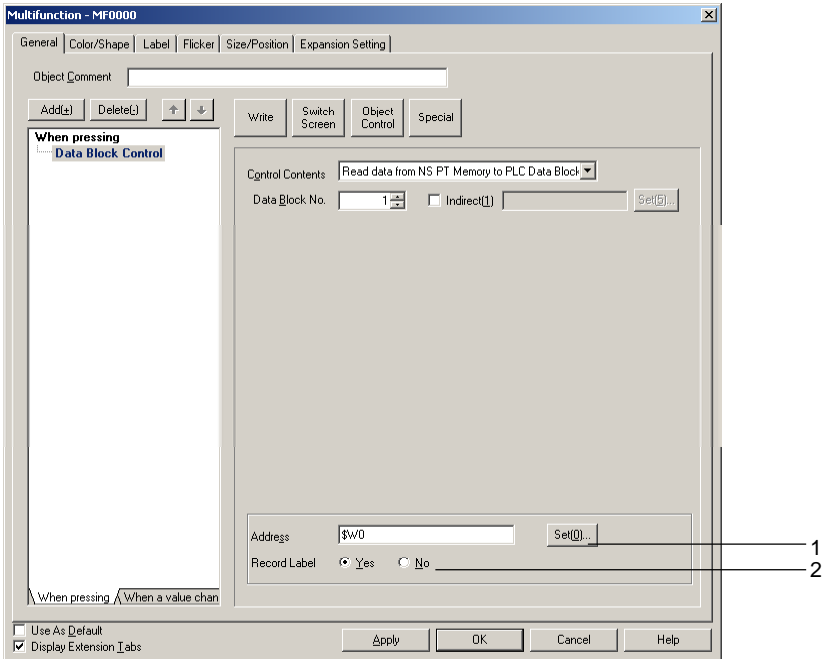 Multifunction - MF0000
General Color/Shape Label Flicker Size/Position Expansion Setting
Object Comment
Add(+) Delete(-)
Write Switch Screen Object Control Special
When pressing
Data Block Control
Control Contents Read data from NS PT Memory to PLC Data Block
Data Block No. 1 Indirect(1) Set(5)...
Address $W0 Set(0)... 1
Record Label Yes No 2
When pressing When a value chan
Use As Default
Display Extension Tabs
Apply OK Cancel Help